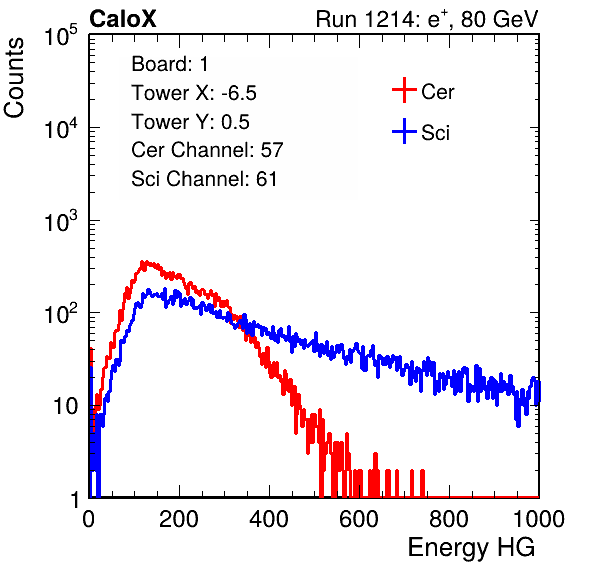 CaloX Run 1214: e⁺, 80 GeV
Counts
10⁵
10⁴
10³
10²
10
1
Board: 1
Tower X: -6.5
Tower Y: 0.5
Cer Channel: 57
Sci Channel: 61
Cer
Sci
0 200 400 600 800 1000
Energy HG